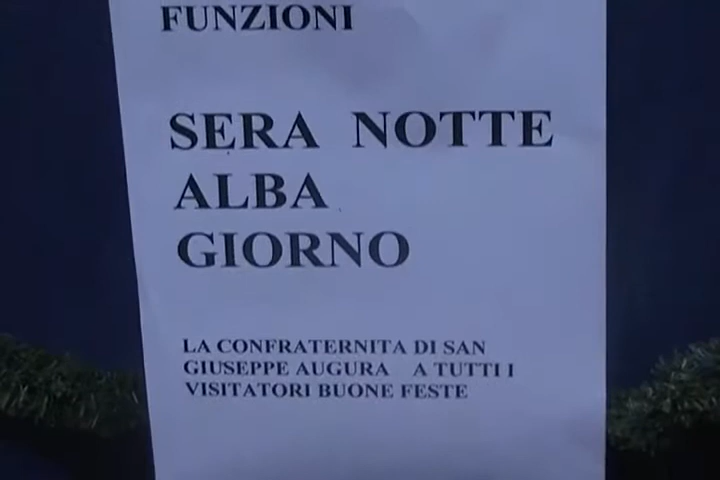 FUNZIONI
SERA NOTTE
ALBA
GIORNO
LA CONFRATERNITA DI SAN
GIUSEPPE AUGURA A TUTTI I
VISITATORI BUONE FESTE